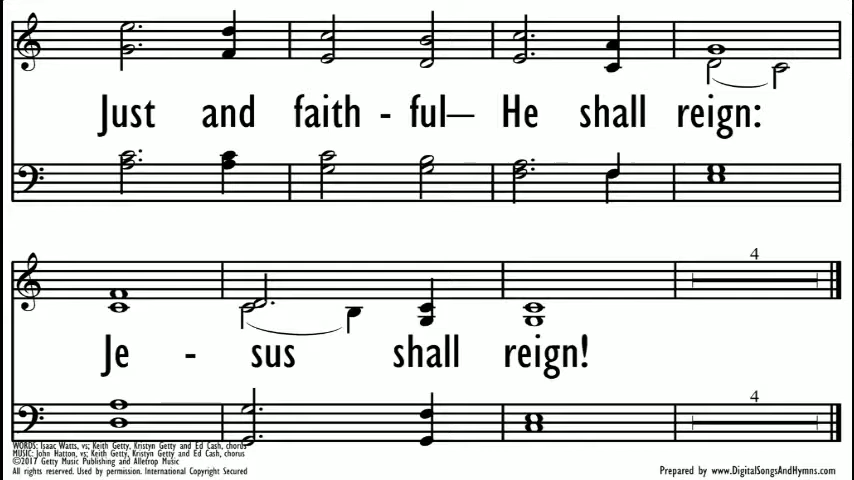 Just and faith - ful— He shall reign:
4
Je - sus shall reign!
4
WORDS: Isaac Watts, vs; Keith Getty, Kristyn Getty and Ed Cash, chorus
MUSIC: John Hatton, vs; Keith Getty, Kristyn Getty and Ed Cash, chorus
©2017 Getty Music Publishing and Alletrop Music
All rights reserved. Used by permission. International Copyright Secured
Prepared by www.DigitalSongsAndHymns.com